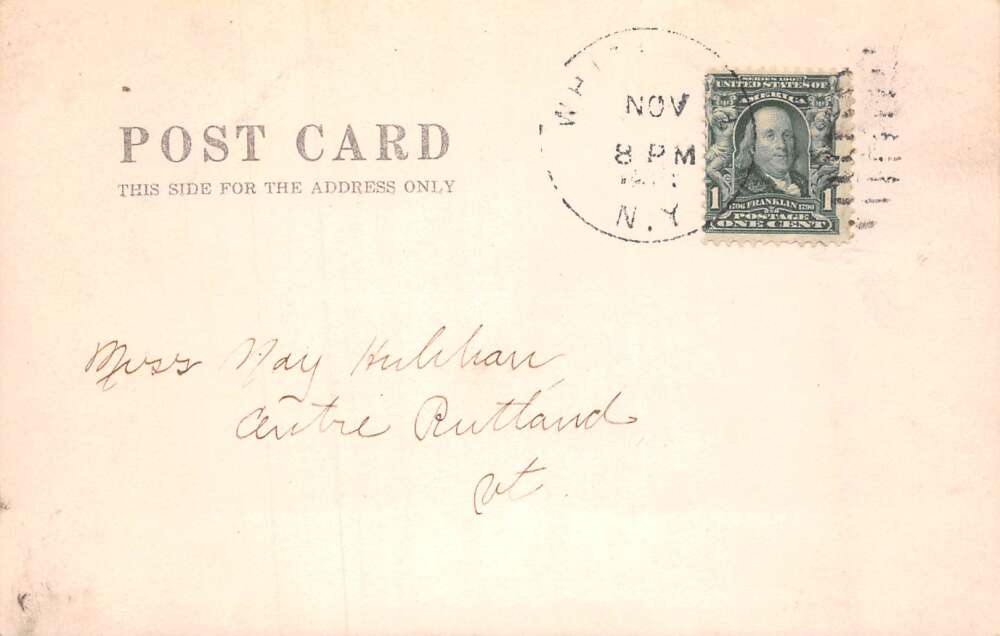 POST CARD
THIS SIDE FOR THE ADDRESS ONLY
NOV
8 PM
N.Y.
SERIES 1902
UNITED STATES OF
AMERICA
1 1706 FRANKLIN 1790 1
POSTAGE
ONE CENT
Miss May
Centre Rutland
Vt.